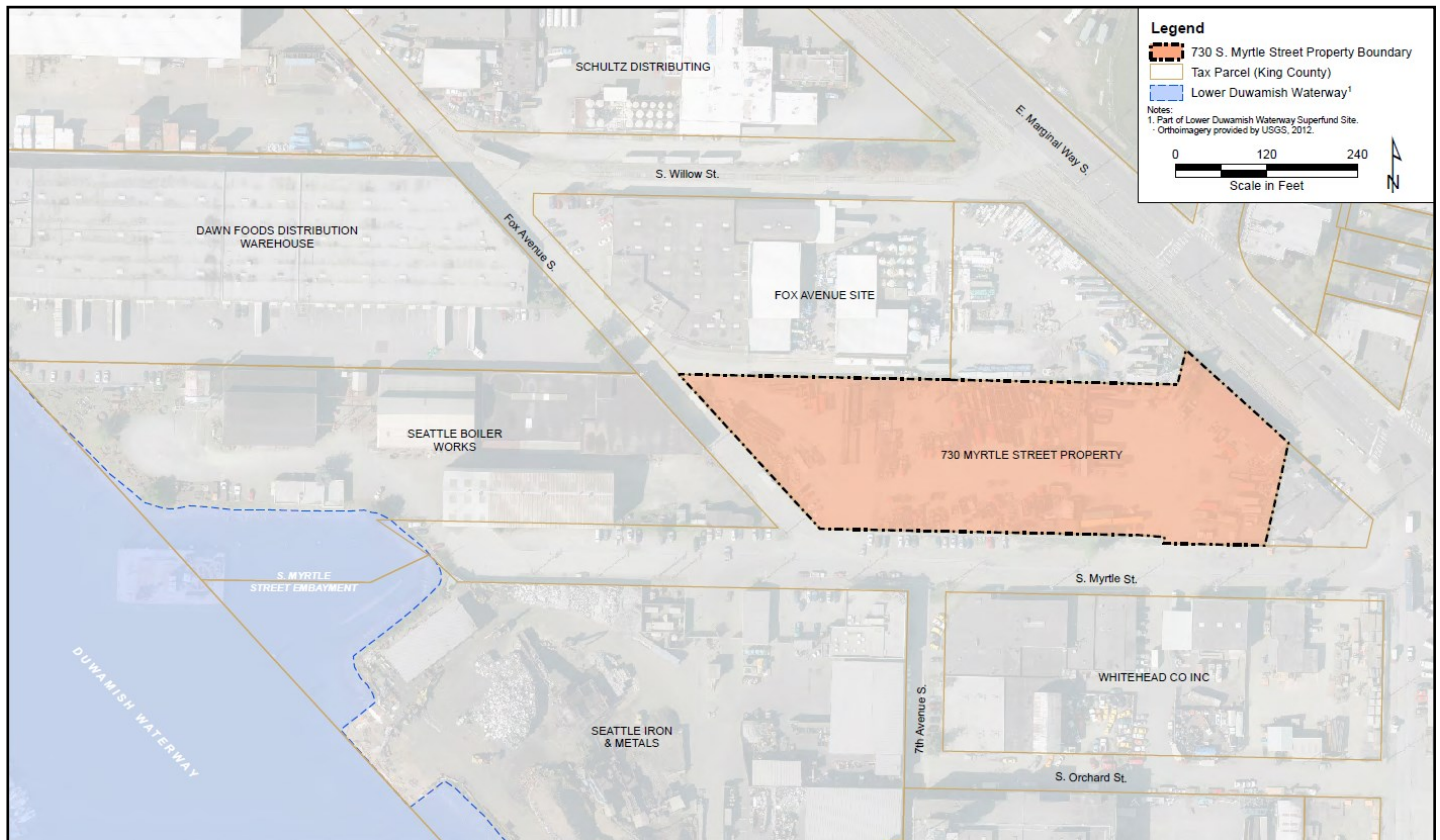 Legend
730 S. Myrtle Street Property Boundary
Tax Parcel (King County)
Lower Duwamish Waterway1
Notes:
1. Part of Lower Duwamish Waterway Superfund Site.
· Orthoimagery provided by USGS, 2012.
0 120 240
Scale in Feet
N
SCHULTZ DISTRIBUTING
E. Marginal Way S.
S. Willow St.
Fox Avenue S.
DAWN FOODS DISTRIBUTION
WAREHOUSE
FOX AVENUE SITE
SEATTLE BOILER
WORKS
730 MYRTLE STREET PROPERTY
S. MYRTLE
STREET EMBAYMENT
S. Myrtle St.
DUWAMISH WATERWAY
WHITEHEAD CO INC
7th Avenue S.
SEATTLE IRON
& METALS
S. Orchard St.